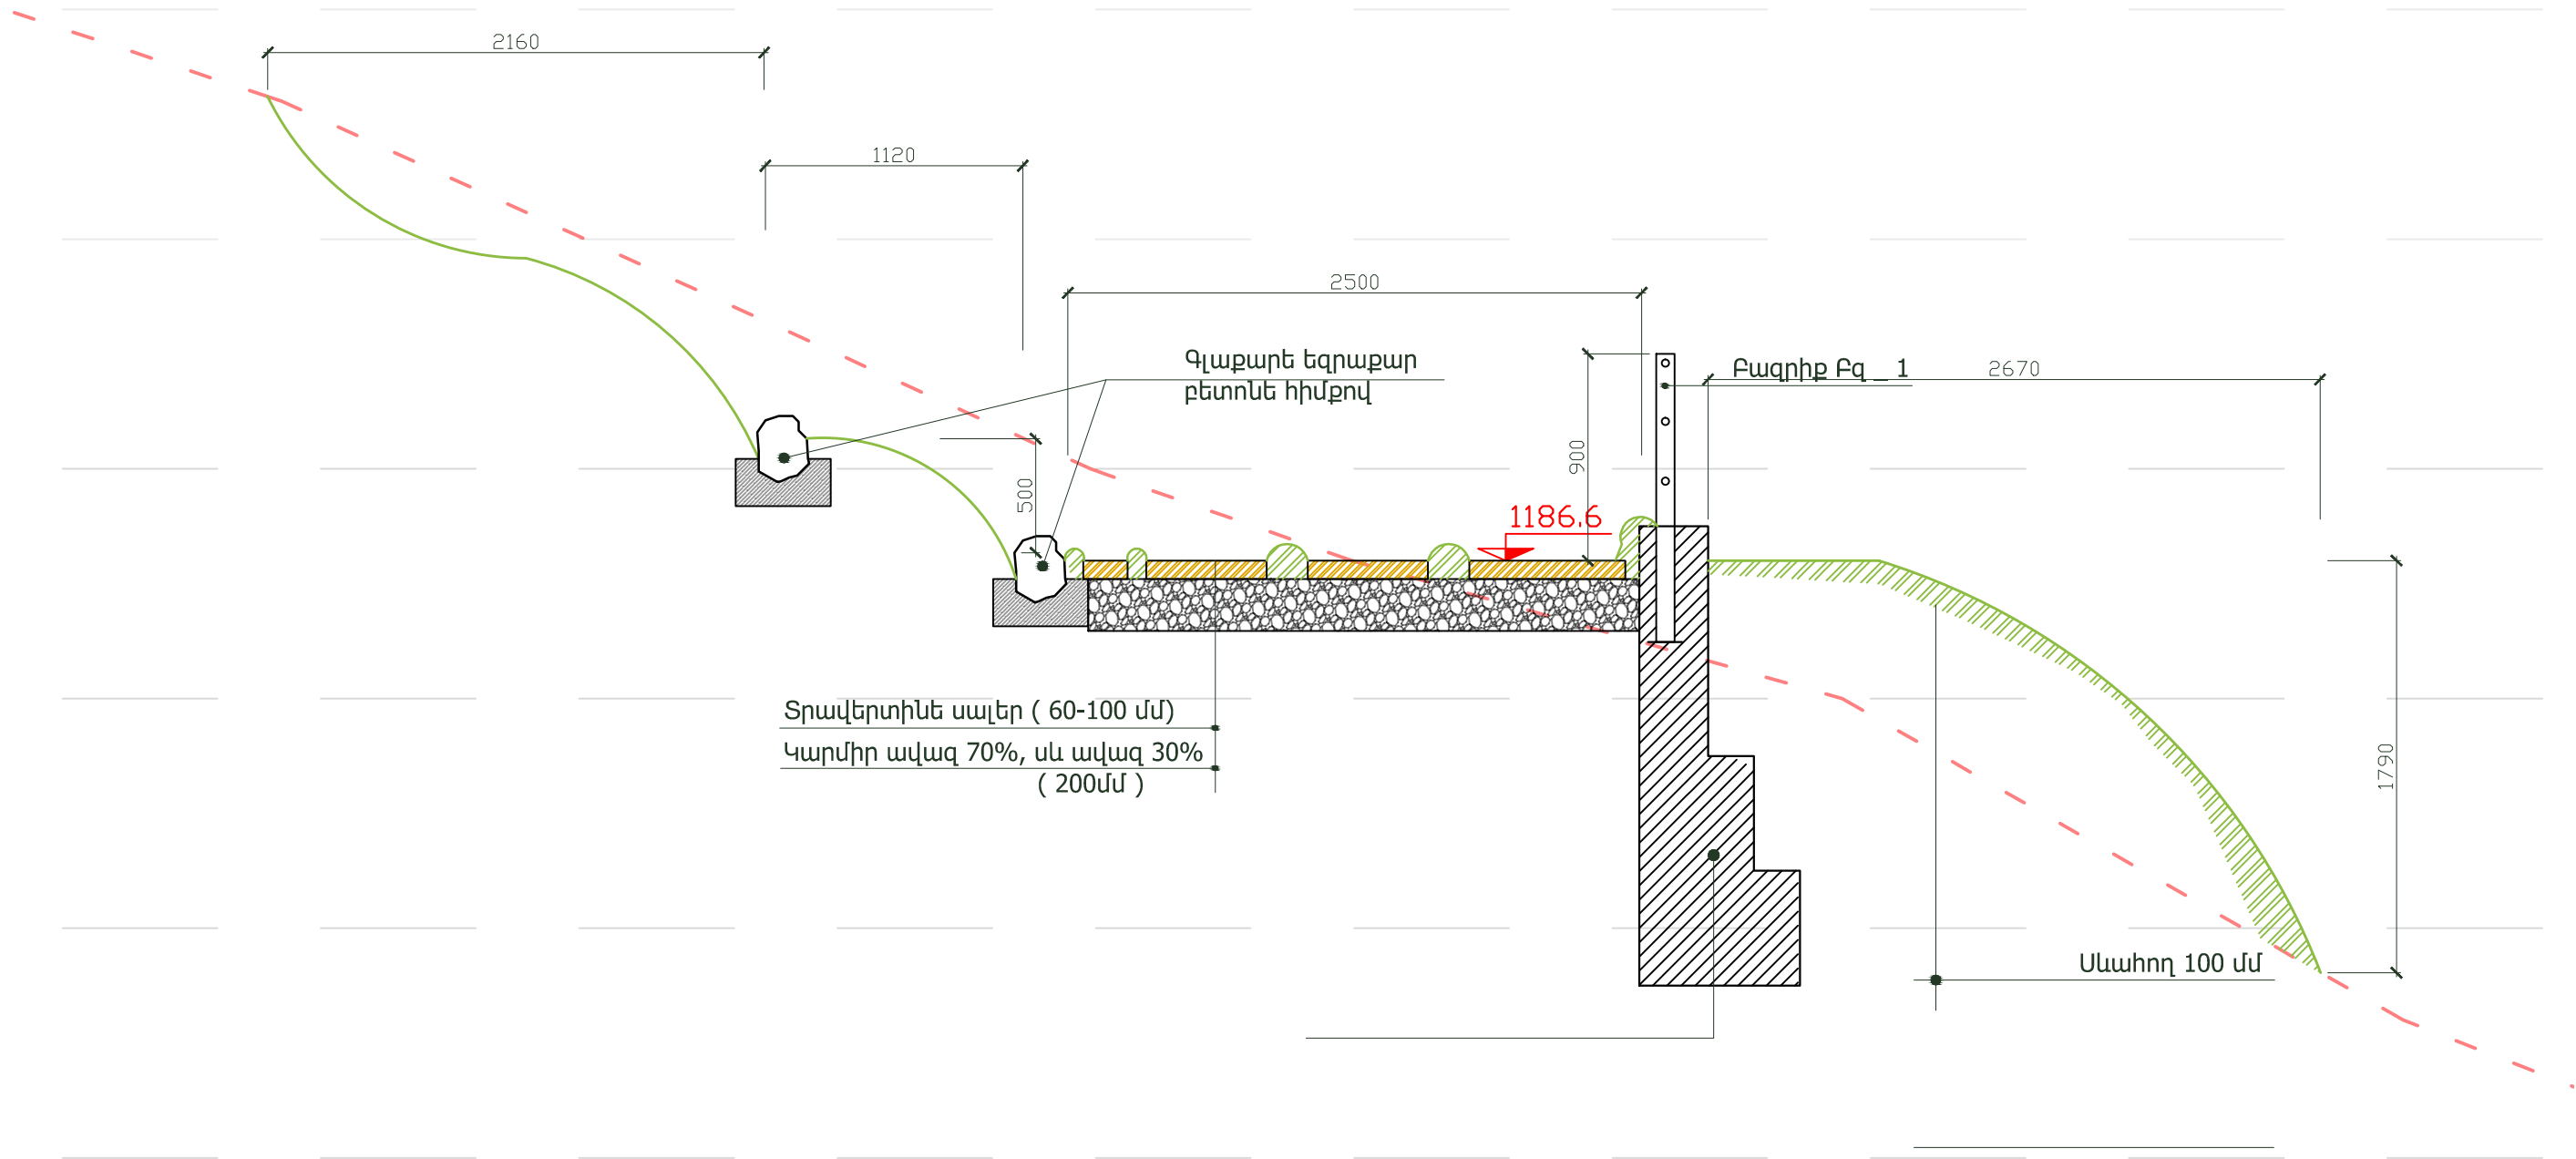 2160
1120
2500
Գլաքարե եզրաքար
բետոնե հիմքով
Բազրիք Բզ _ 1
2670
900
500
1186.6
Տրավերտինե սալեր ( 60-100 մմ)
Կարմիր ավազ 70%, սև ավազ 30%
( 200մմ )
1790
Սևահող 100 մմ